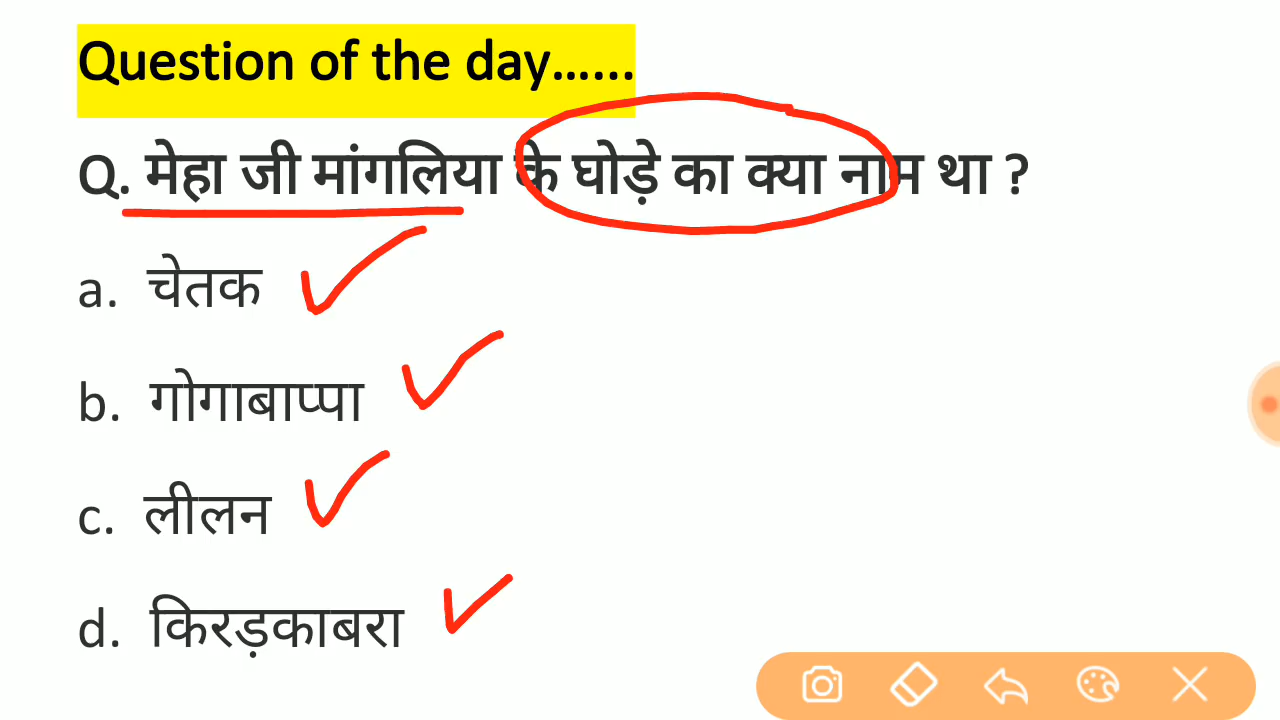 Question of the day......
Q. मेहा जी मांगलिया के घोड़े का क्या नाम था ?
a. चेतक
b. गोगाबाप्पा
c. लीलन
d. किरड़काबरा